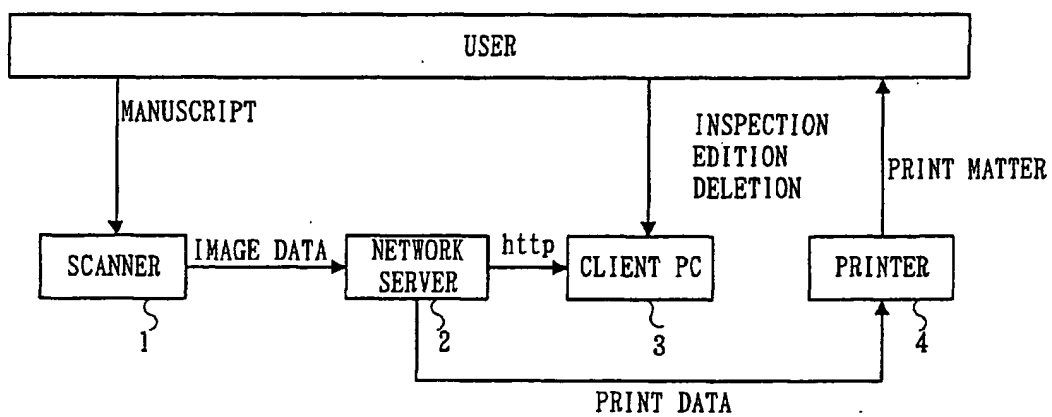 USER
MANUSCRIPT
INSPECTION
EDITION
DELETION
PRINT MATTER
SCANNER
IMAGE DATA
NETWORK
SERVER
http
CLIENT PC
PRINTER
1
2
3
4
PRINT DATA